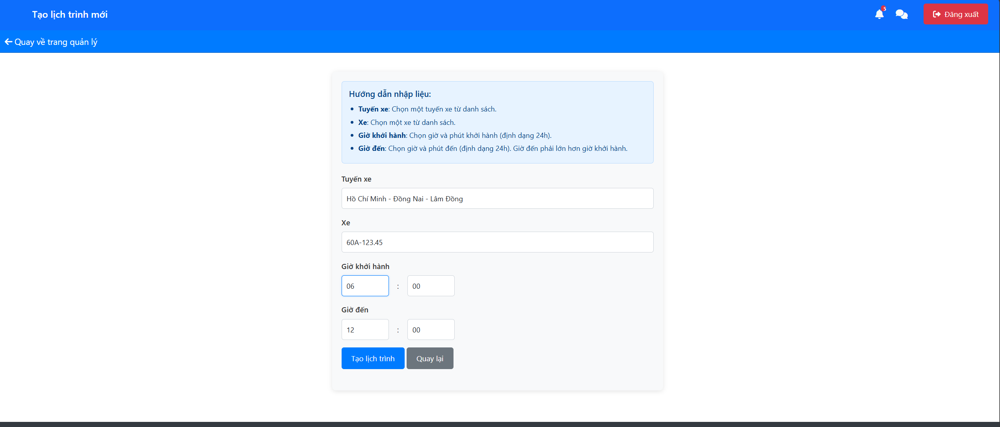 Tạo lịch trình mới
5
Đăng xuất
Quay về trang quản lý
Hướng dẫn nhập liệu:
Tuyến xe: Chọn một tuyến xe từ danh sách.
Xe: Chọn một xe từ danh sách.
Giờ khởi hành: Chọn giờ và phút khởi hành (định dạng 24h).
Giờ đến: Chọn giờ và phút đến (định dạng 24h). Giờ đến phải lớn hơn giờ khởi hành.
Tuyến xe
Hồ Chí Minh - Đồng Nai - Lâm Đồng
Xe
60A-123.45
Giờ khởi hành
06 : 00
Giờ đến
12 : 00
Tạo lịch trình Quay lại